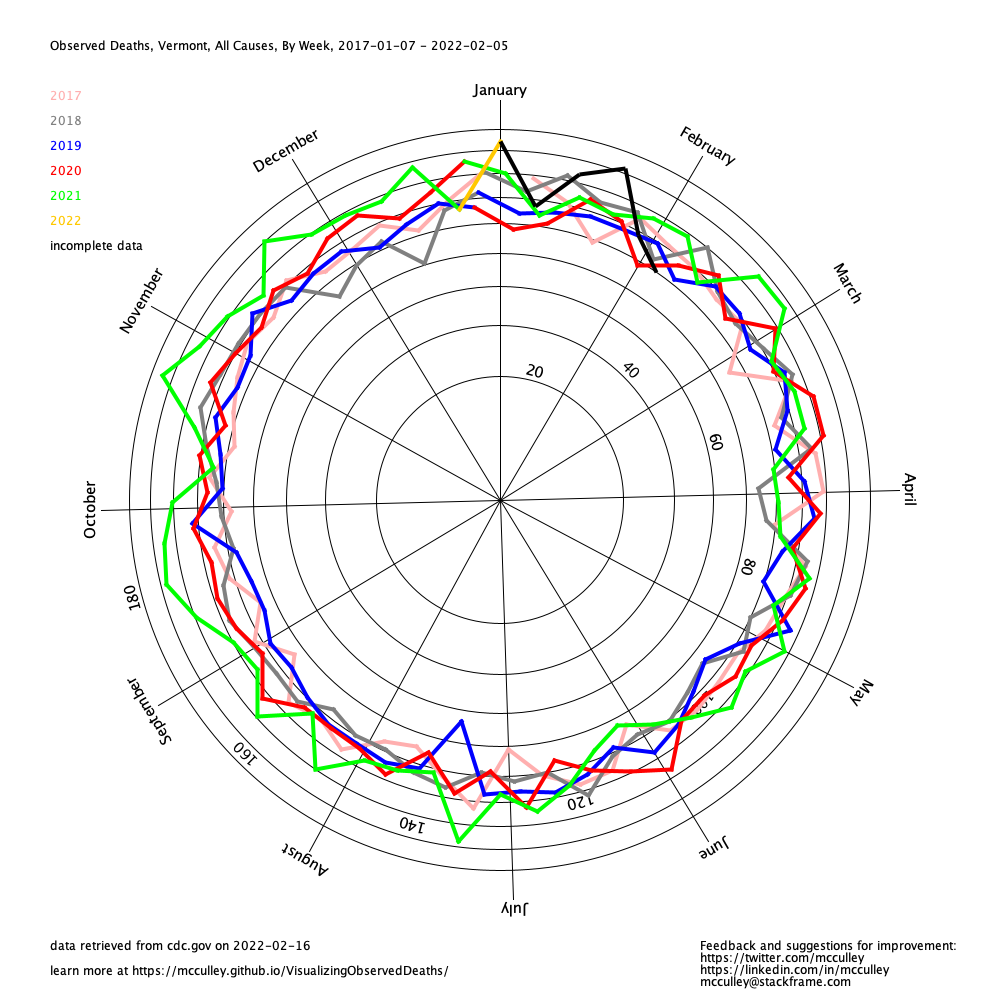 Observed Deaths, Vermont, All Causes, By Week, 2017-01-07 - 2022-02-05
January
2017
2018
2019
2020
2021
2022
incomplete data
December
February
November
March
20
40
60
October
April
80
180
September
May
160
120
140
August
June
July
data retrieved from cdc.gov on 2022-02-16
learn more at https://mcculley.github.io/VisualizingObservedDeaths/
Feedback and suggestions for improvement:
https://twitter.com/mcculley
https://linkedin.com/in/mcculley
mcculley@stackframe.com